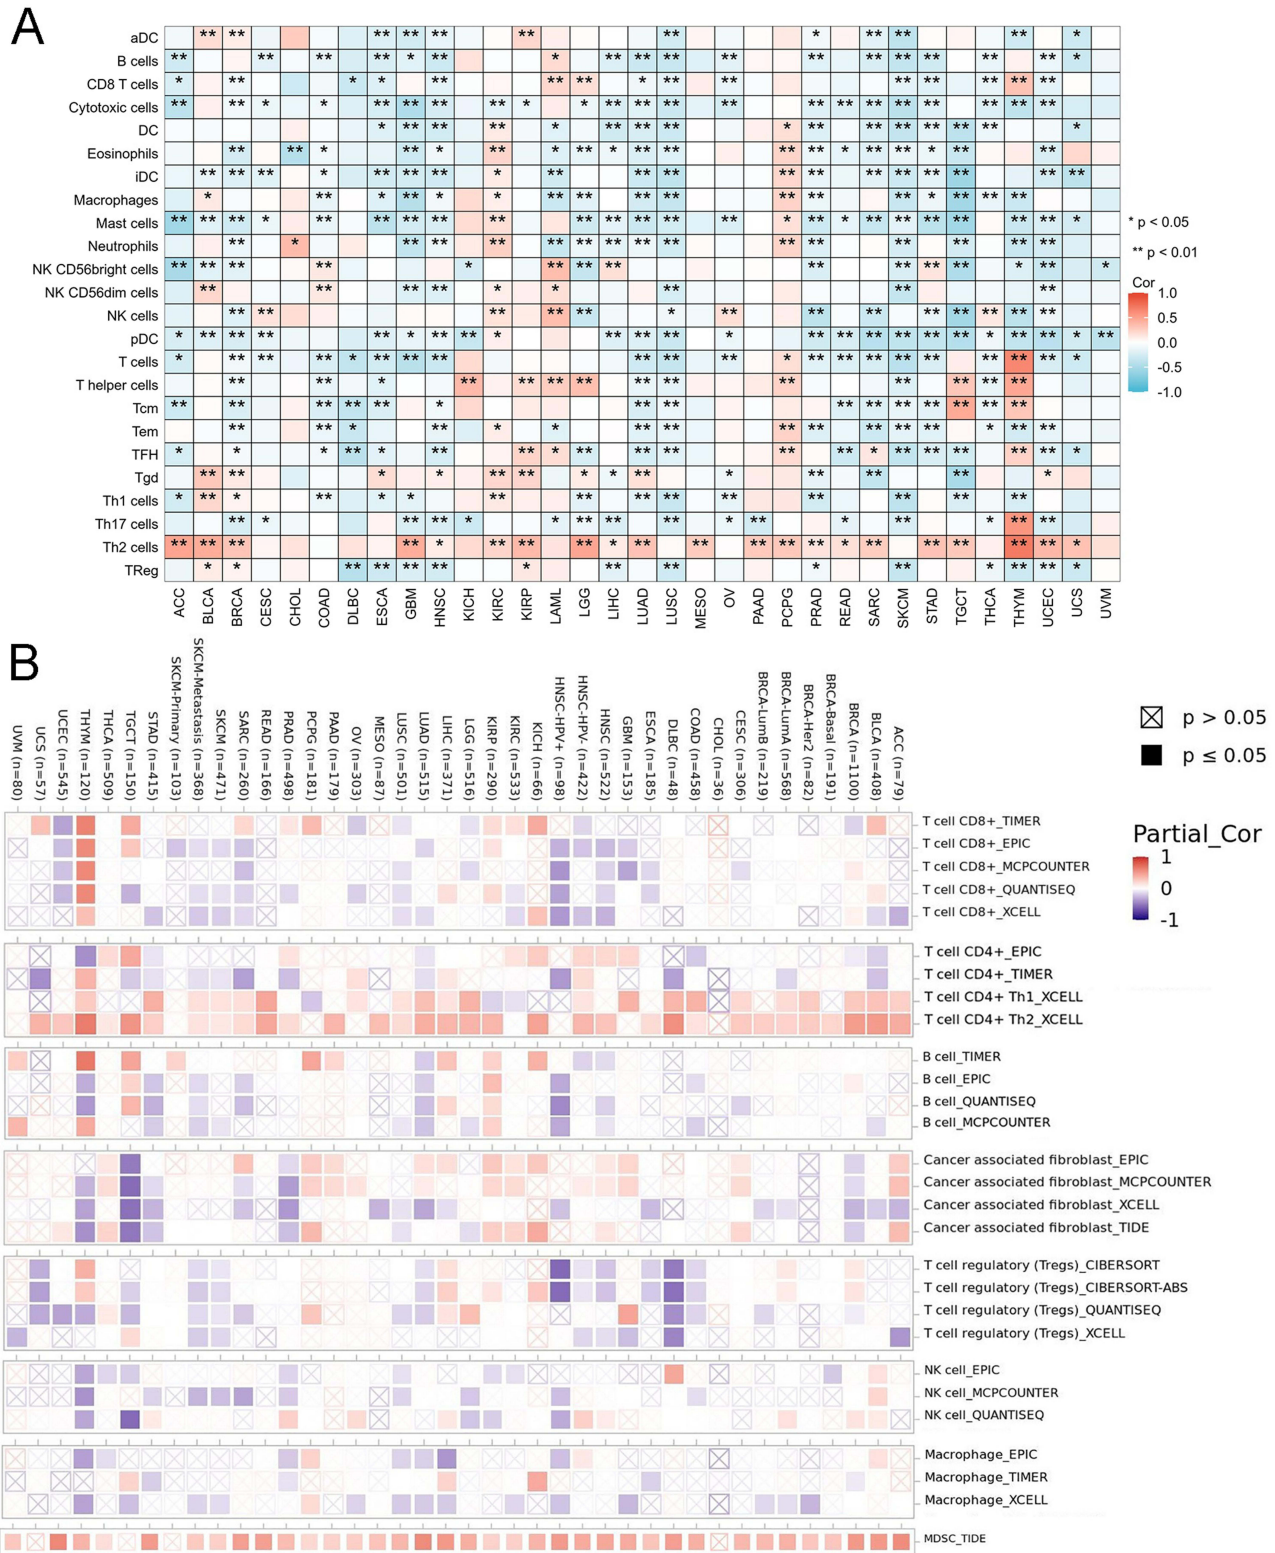 A
aDC
B cells
CD8 T cells
Cytotoxic cells
DC
Eosinophils
iDC
Macrophages
Mast cells
Neutrophils
NK CD56bright cells
NK CD56dim cells
NK cells
pDC
T cells
T helper cells
Tcm
Tem
TFH
Tgd
Th1 cells
Th17 cells
Th2 cells
TReg
* p < 0.05
** p < 0.01
Cor
1.0
0.5
0.0
-0.5
-1.0
ACC
BLCA
BRCA
CESC
CHOL
COAD
DLBC
ESCA
GBM
HNSC
KICH
KIRC
KIRP
LAML
LGG
LIHC
LUAD
LUSC
MESO
OV
PAAD
PCPG
PRAD
READ
SARC
SKCM
STAD
TGCT
THCA
THYM
UCEC
UCS
UVM
B
UVM (n=80)
UCS (n=57)
UCEC (n=545)
THYM (n=120)
THCA (n=509)
TGCT (n=150)
STAD (n=415)
SKCM-Primary (n=103)
SKCM-Metastasis (n=368)
SKCM (n=471)
SARC (n=260)
READ (n=166)
PRAD (n=498)
PCPG (n=181)
PAAD (n=179)
OV (n=303)
MESO (n=87)
LUSC (n=501)
LUAD (n=515)
LIHC (n=371)
LGG (n=516)
KIRP (n=290)
KIRC (n=533)
KICH (n=66)
HNSC-HPV+ (n=98)
HNSC-HPV- (n=422)
HNSC (n=522)
GBM (n=153)
ESCA (n=185)
DLBC (n=48)
COAD (n=458)
CHOL (n=36)
CESC (n=306)
BRCA-LumB (n=219)
BRCA-LumA (n=568)
BRCA-Her2 (n=82)
BRCA-Basal (n=191)
BRCA (n=1100)
BLCA (n=408)
ACC (n=79)
p > 0.05
p ≤ 0.05
Partial_Cor
1
0
-1
T cell CD8+_TIMER
T cell CD8+_EPIC
T cell CD8+_MCPCOUNTER
T cell CD8+_QUANTISEQ
T cell CD8+_XCELL
T cell CD4+_EPIC
T cell CD4+_TIMER
T cell CD4+ Th1_XCELL
T cell CD4+ Th2_XCELL
B cell_TIMER
B cell_EPIC
B cell_QUANTISEQ
B cell_MCPCOUNTER
Cancer associated fibroblast_EPIC
Cancer associated fibroblast_MCPCOUNTER
Cancer associated fibroblast_XCELL
Cancer associated fibroblast_TIDE
T cell regulatory (Tregs)_CIBERSORT
T cell regulatory (Tregs)_CIBERSORT-ABS
T cell regulatory (Tregs)_QUANTISEQ
T cell regulatory (Tregs)_XCELL
NK cell_EPIC
NK cell_MCPCOUNTER
NK cell_QUANTISEQ
Macrophage_EPIC
Macrophage_TIMER
Macrophage_XCELL
MDSC_TIDE